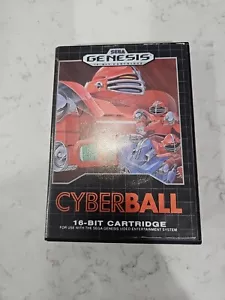 SEGA
GENESIS
CYBERBALL
16-BIT CARTRIDGE
FOR USE WITH THE SEGA GENESIS VIDEO ENTERTAINMENT SYSTEM